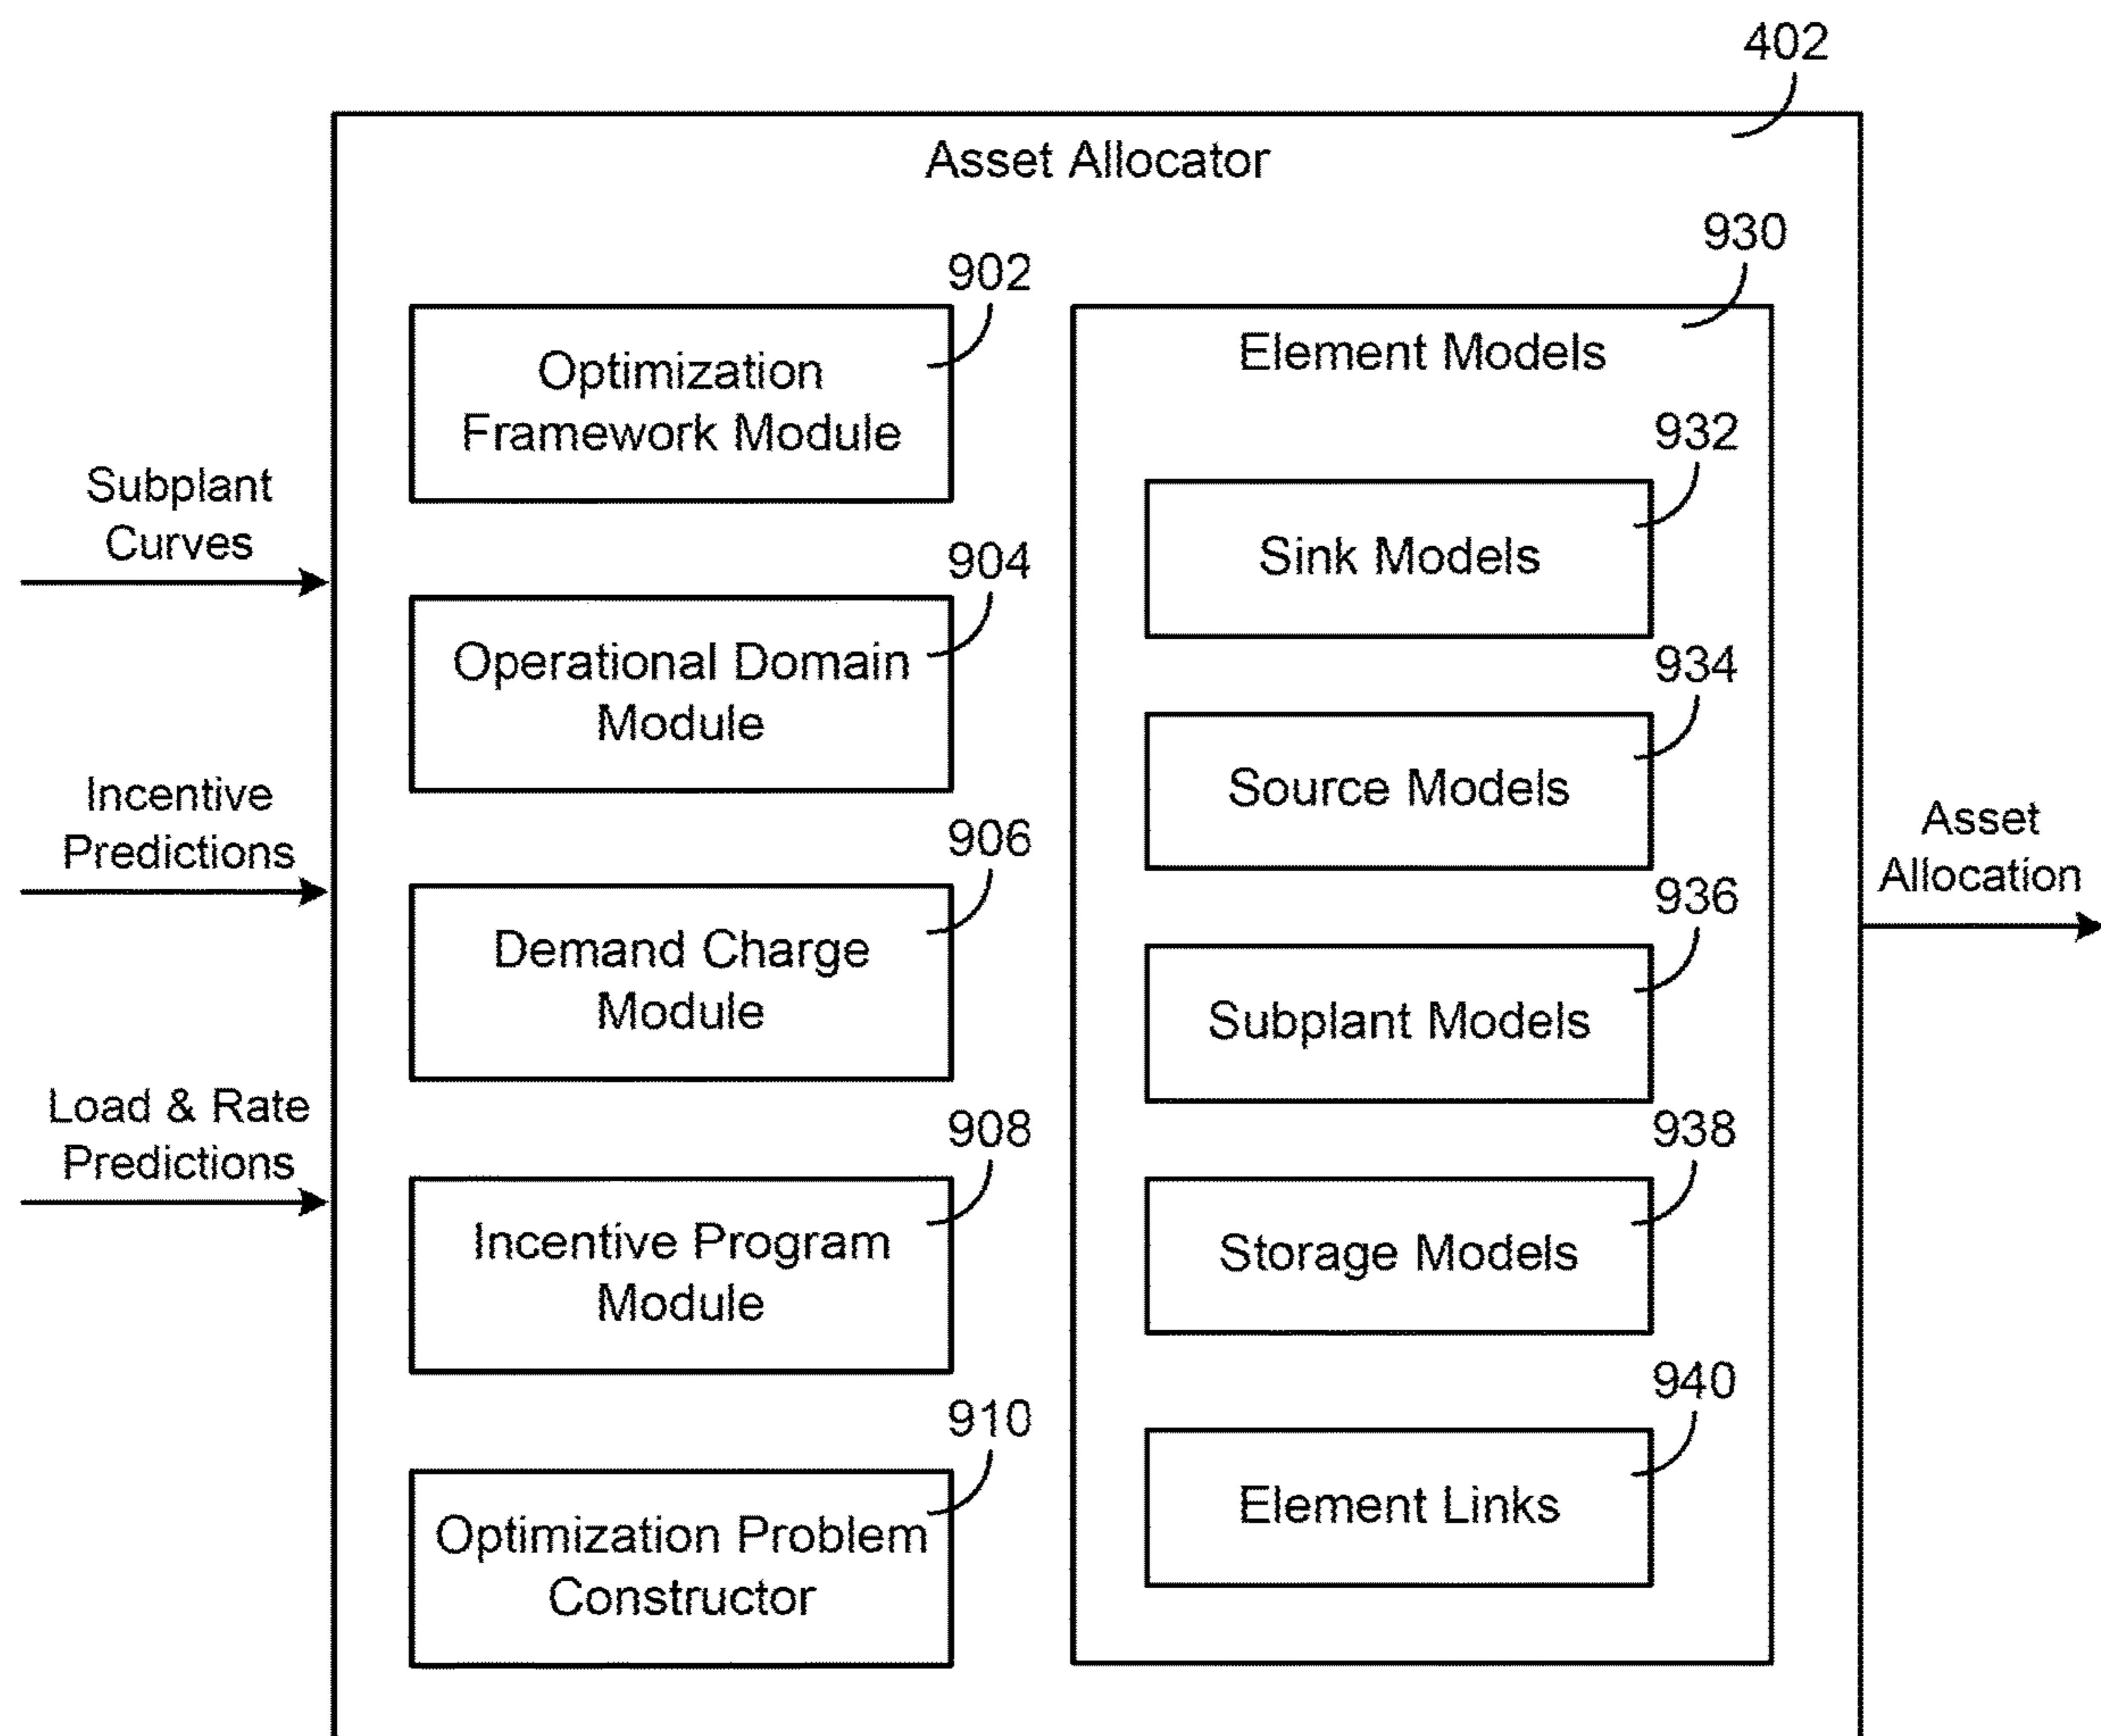 402
Asset Allocator
Subplant
Curves
Incentive
Predictions
Load & Rate
Predictions
902
Optimization
Framework Module
904
Operational Domain
Module
906
Demand Charge
Module
908
Incentive Program
Module
910
Optimization Problem
Constructor
930
Element Models
932
Sink Models
934
Source Models
936
Subplant Models
938
Storage Models
940
Element Links
Asset
Allocation